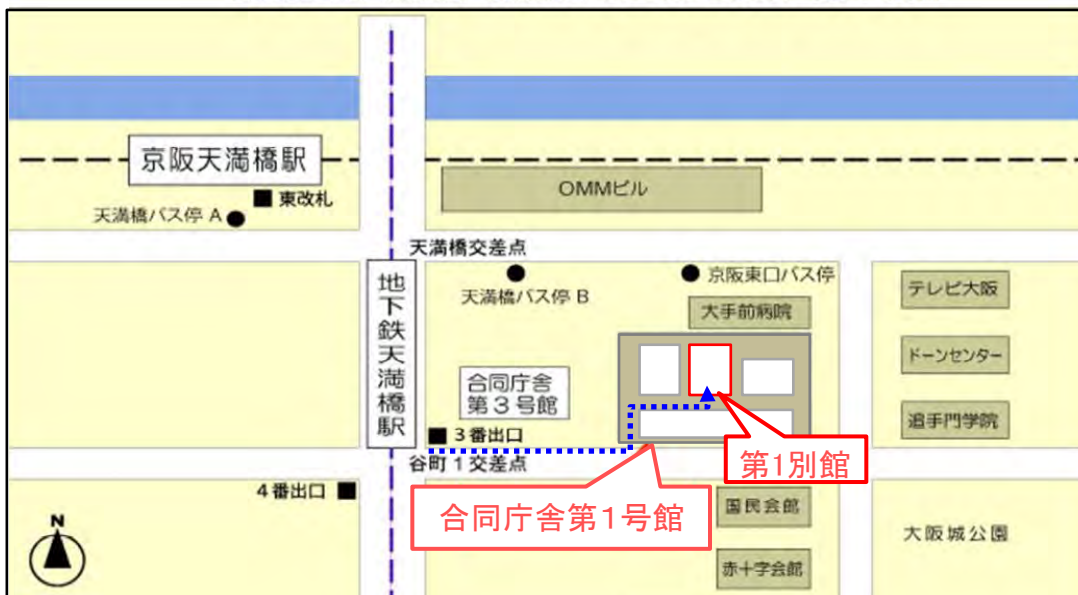 京阪天満橋駅
東改札
天満橋バス停 A
OMMビル
天満橋交差点
地下鉄天満橋駅
天満橋バス停 B
京阪東口バス停
大手前病院
テレビ大阪
ドーンセンター
追手門学院
合同庁舎
第3号館
3番出口
谷町1交差点
第1別館
4番出口
合同庁舎第1号館
国民会館
赤十字会館
大阪城公園
N